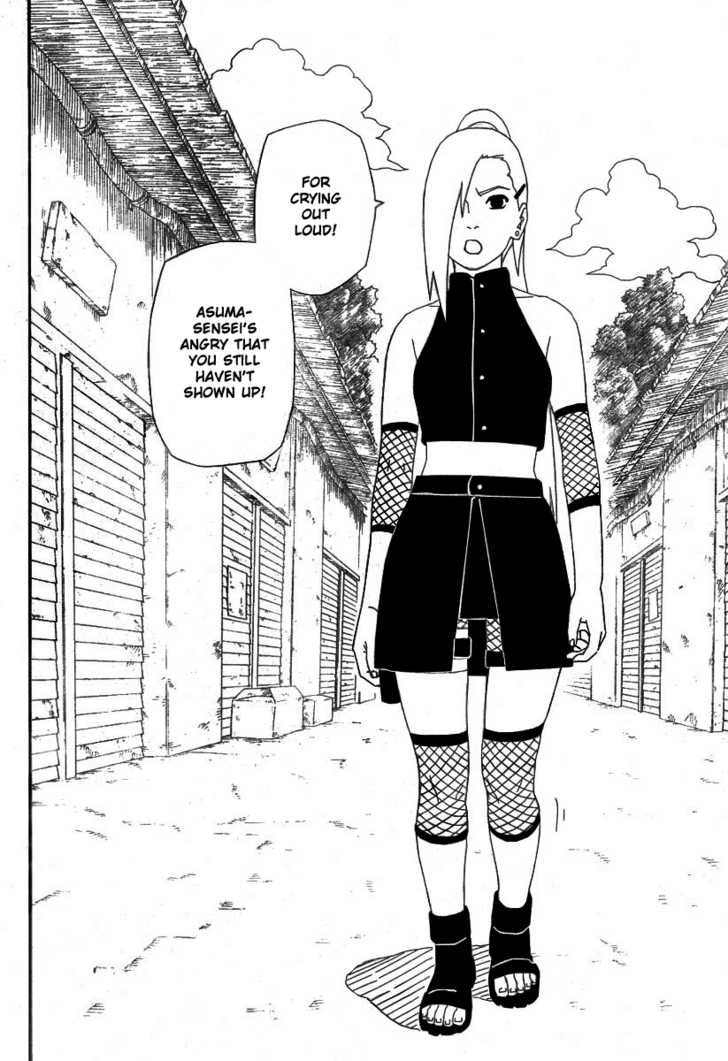 FOR
CRYING
OUT
LOUD!
ASUMA-
SENSEI'S
ANGRY THAT
YOU STILL
HAVEN'T
SHOWN UP!